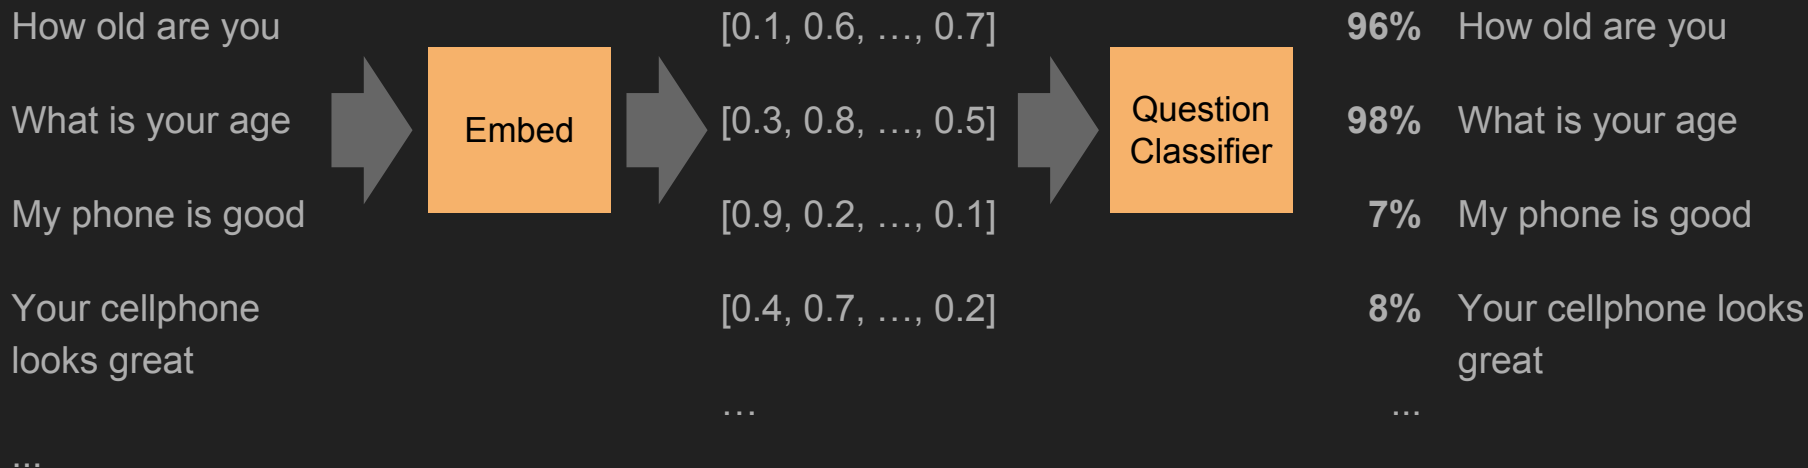 How old are you
What is your age
My phone is good
Your cellphone
looks great
...
Embed
[0.1, 0.6, …, 0.7]
[0.3, 0.8, …, 0.5]
[0.9, 0.2, …, 0.1]
[0.4, 0.7, …, 0.2]
…
Question
Classifier
96% How old are you
98% What is your age
7% My phone is good
8% Your cellphone looks
great
...